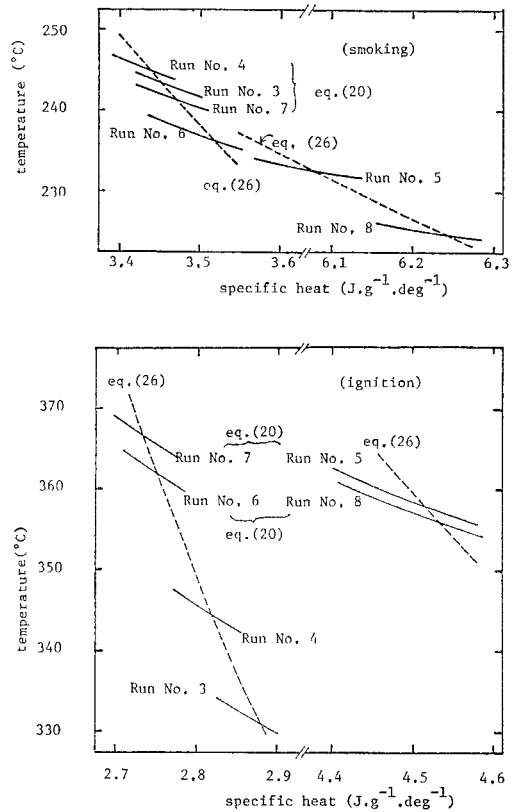 250
240
230
temperature (°C)
Run No. 4
Run No. 3
Run No. 7
Run No. 6
eq.(20)
(smoking)
eq. (26)
eq.(26)
Run No. 5
Run No. 8
3.4 3.5 3.6 6.1 6.2 6.3
specific heat (J.g⁻¹.deg⁻¹)
370
360
350
340
330
temperature(°C)
eq.(26)
(ignition)
eq.(20)
eq.(26)
Run No. 7
Run No. 5
Run No. 6
Run No. 8
eq.(20)
Run No. 4
Run No. 3
2.7 2.8 2.9 4.4 4.5 4.6
specific heat (J.g⁻¹.deg⁻¹)